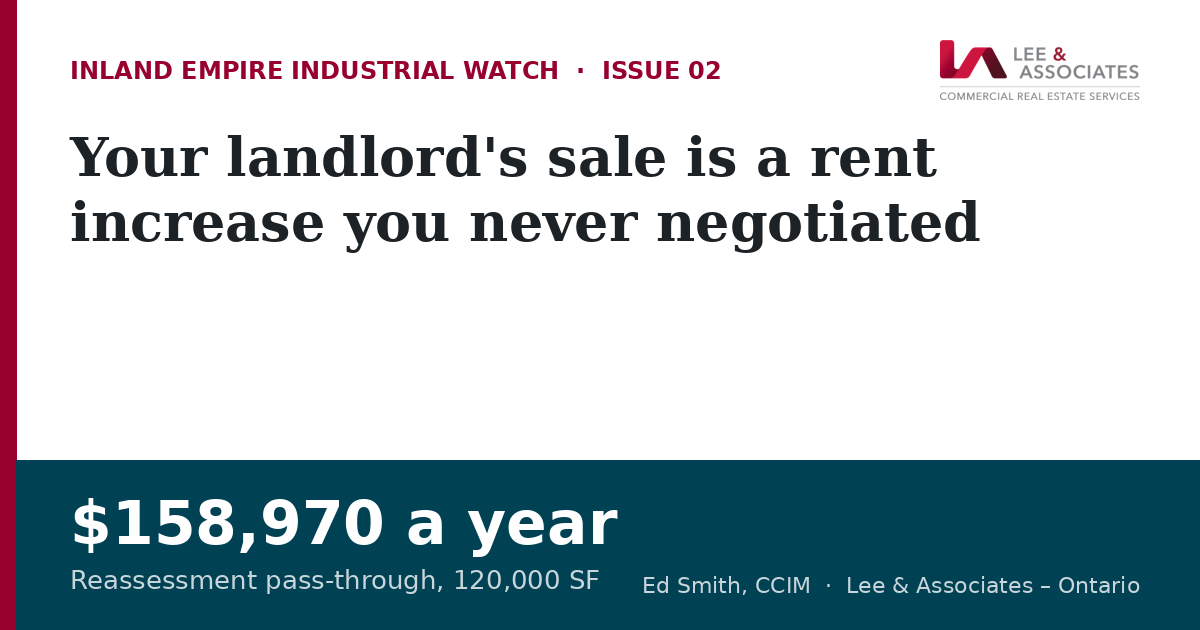 INLAND EMPIRE INDUSTRIAL WATCH · ISSUE 02
LEE &
ASSOCIATES
COMMERCIAL REAL ESTATE SERVICES
Your landlord's sale is a rent
increase you never negotiated
$158,970 a year
Reassessment pass-through, 120,000 SF
Ed Smith, CCIM · Lee & Associates – Ontario